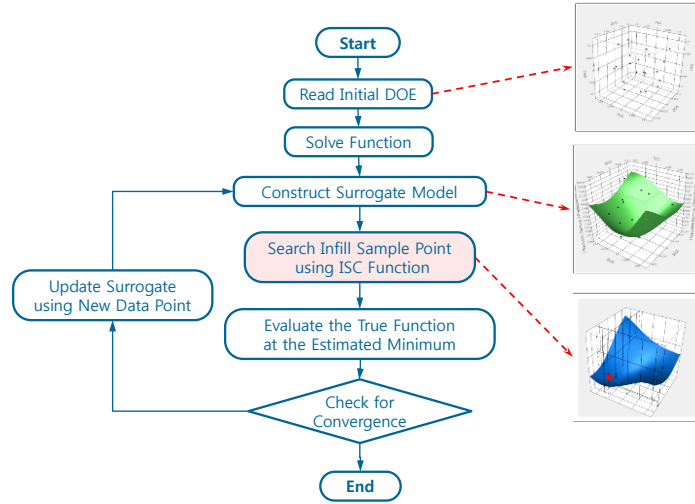 Start
Read Initial DOE
Solve Function
Construct Surrogate Model
Search Infill Sample Point
using ISC Function
Update Surrogate
using New Data Point
Evaluate the True Function
at the Estimated Minimum
Check for
Convergence
End